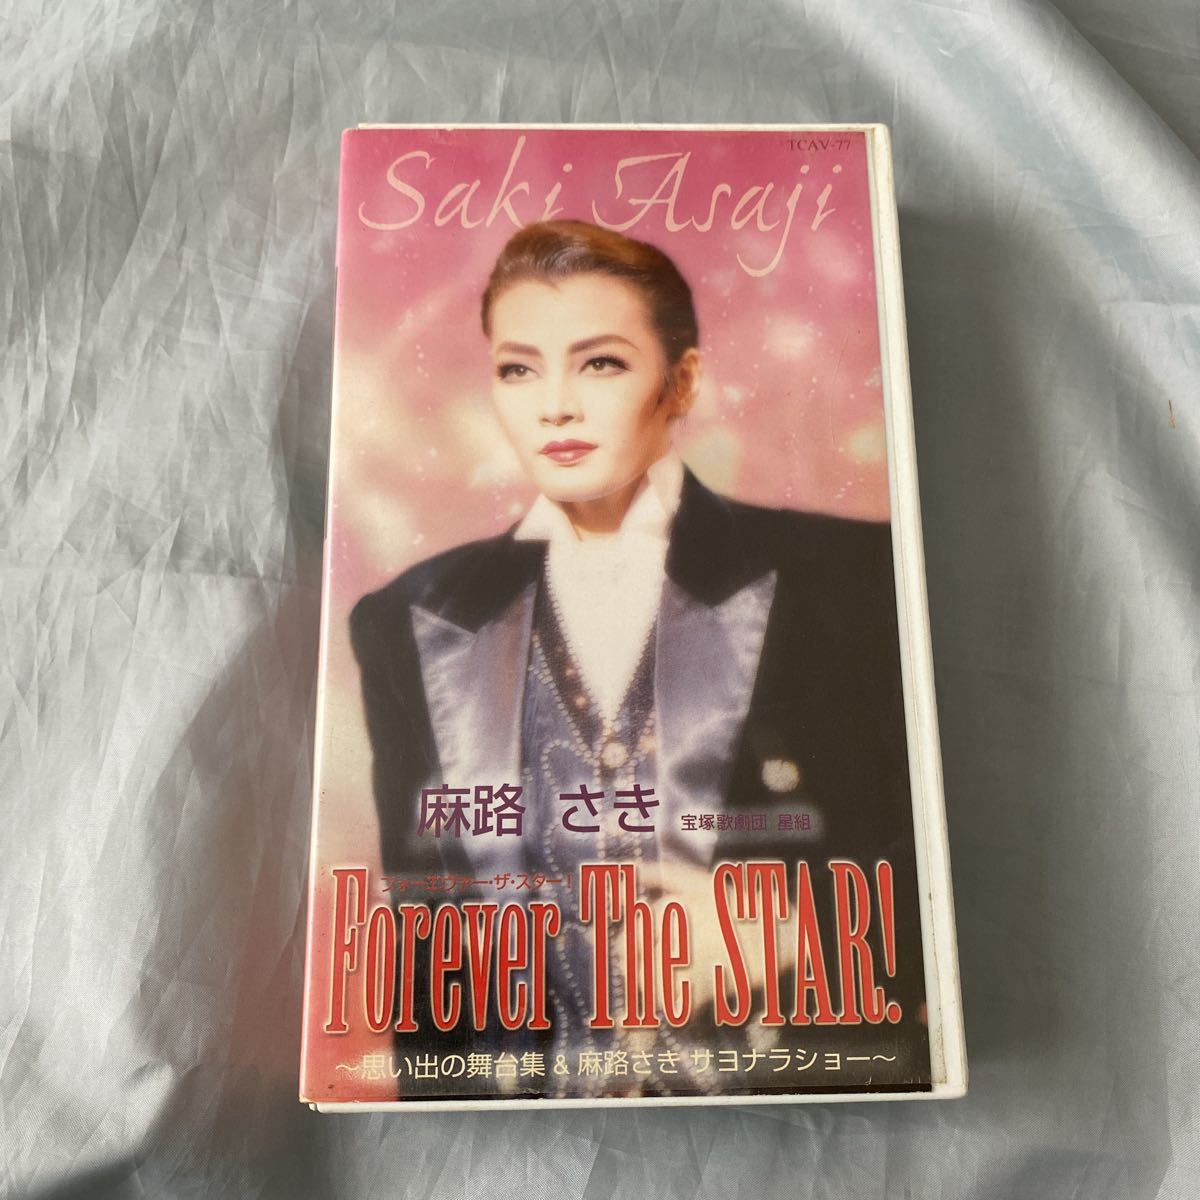 TCAV-77
Saki Asaji
麻路 さき 宝塚歌劇団 星組
フォーエヴァー・ザ・スター!
Forever The STAR!
～思い出の舞台集 & 麻路さき サヨナラショー～